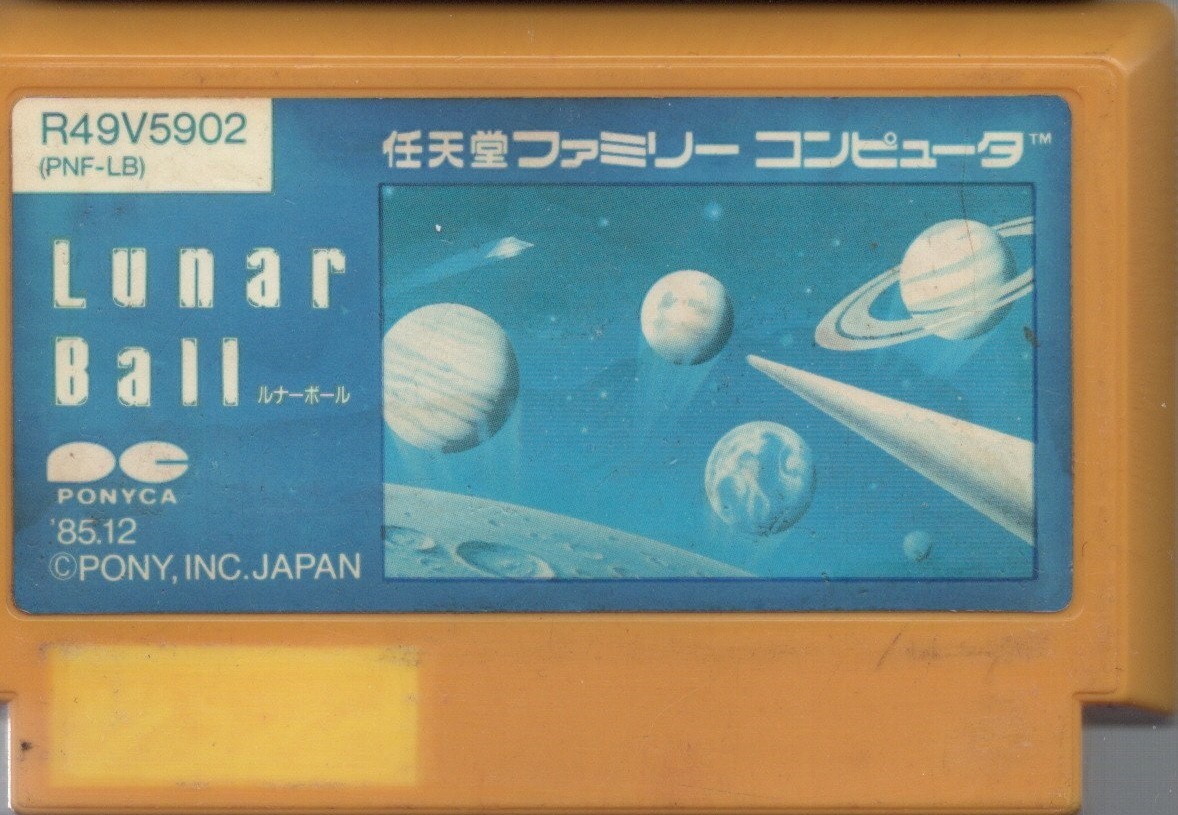 R49V5902
(PNF-LB)
任天堂ファミリー コンピュータ™
Lunar
Ball
ルナーボール
PONYCA
'85.12
©PONY, INC. JAPAN